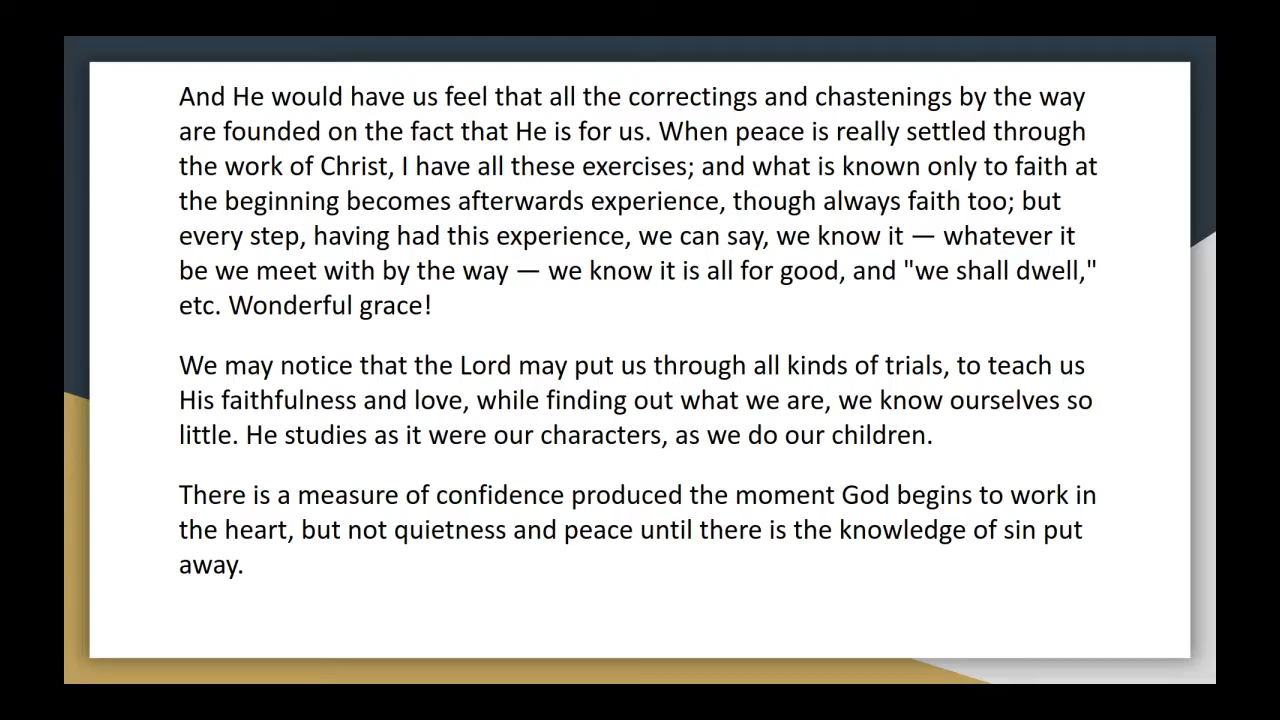 And He would have us feel that all the correctings and chastenings by the way
are founded on the fact that He is for us. When peace is really settled through
the work of Christ, I have all these exercises; and what is known only to faith at
the beginning becomes afterwards experience, though always faith too; but
every step, having had this experience, we can say, we know it — whatever it
be we meet with by the way — we know it is all for good, and "we shall dwell,"
etc. Wonderful grace!
We may notice that the Lord may put us through all kinds of trials, to teach us
His faithfulness and love, while finding out what we are, we know ourselves so
little. He studies as it were our characters, as we do our children.
There is a measure of confidence produced the moment God begins to work in
the heart, but not quietness and peace until there is the knowledge of sin put
away.